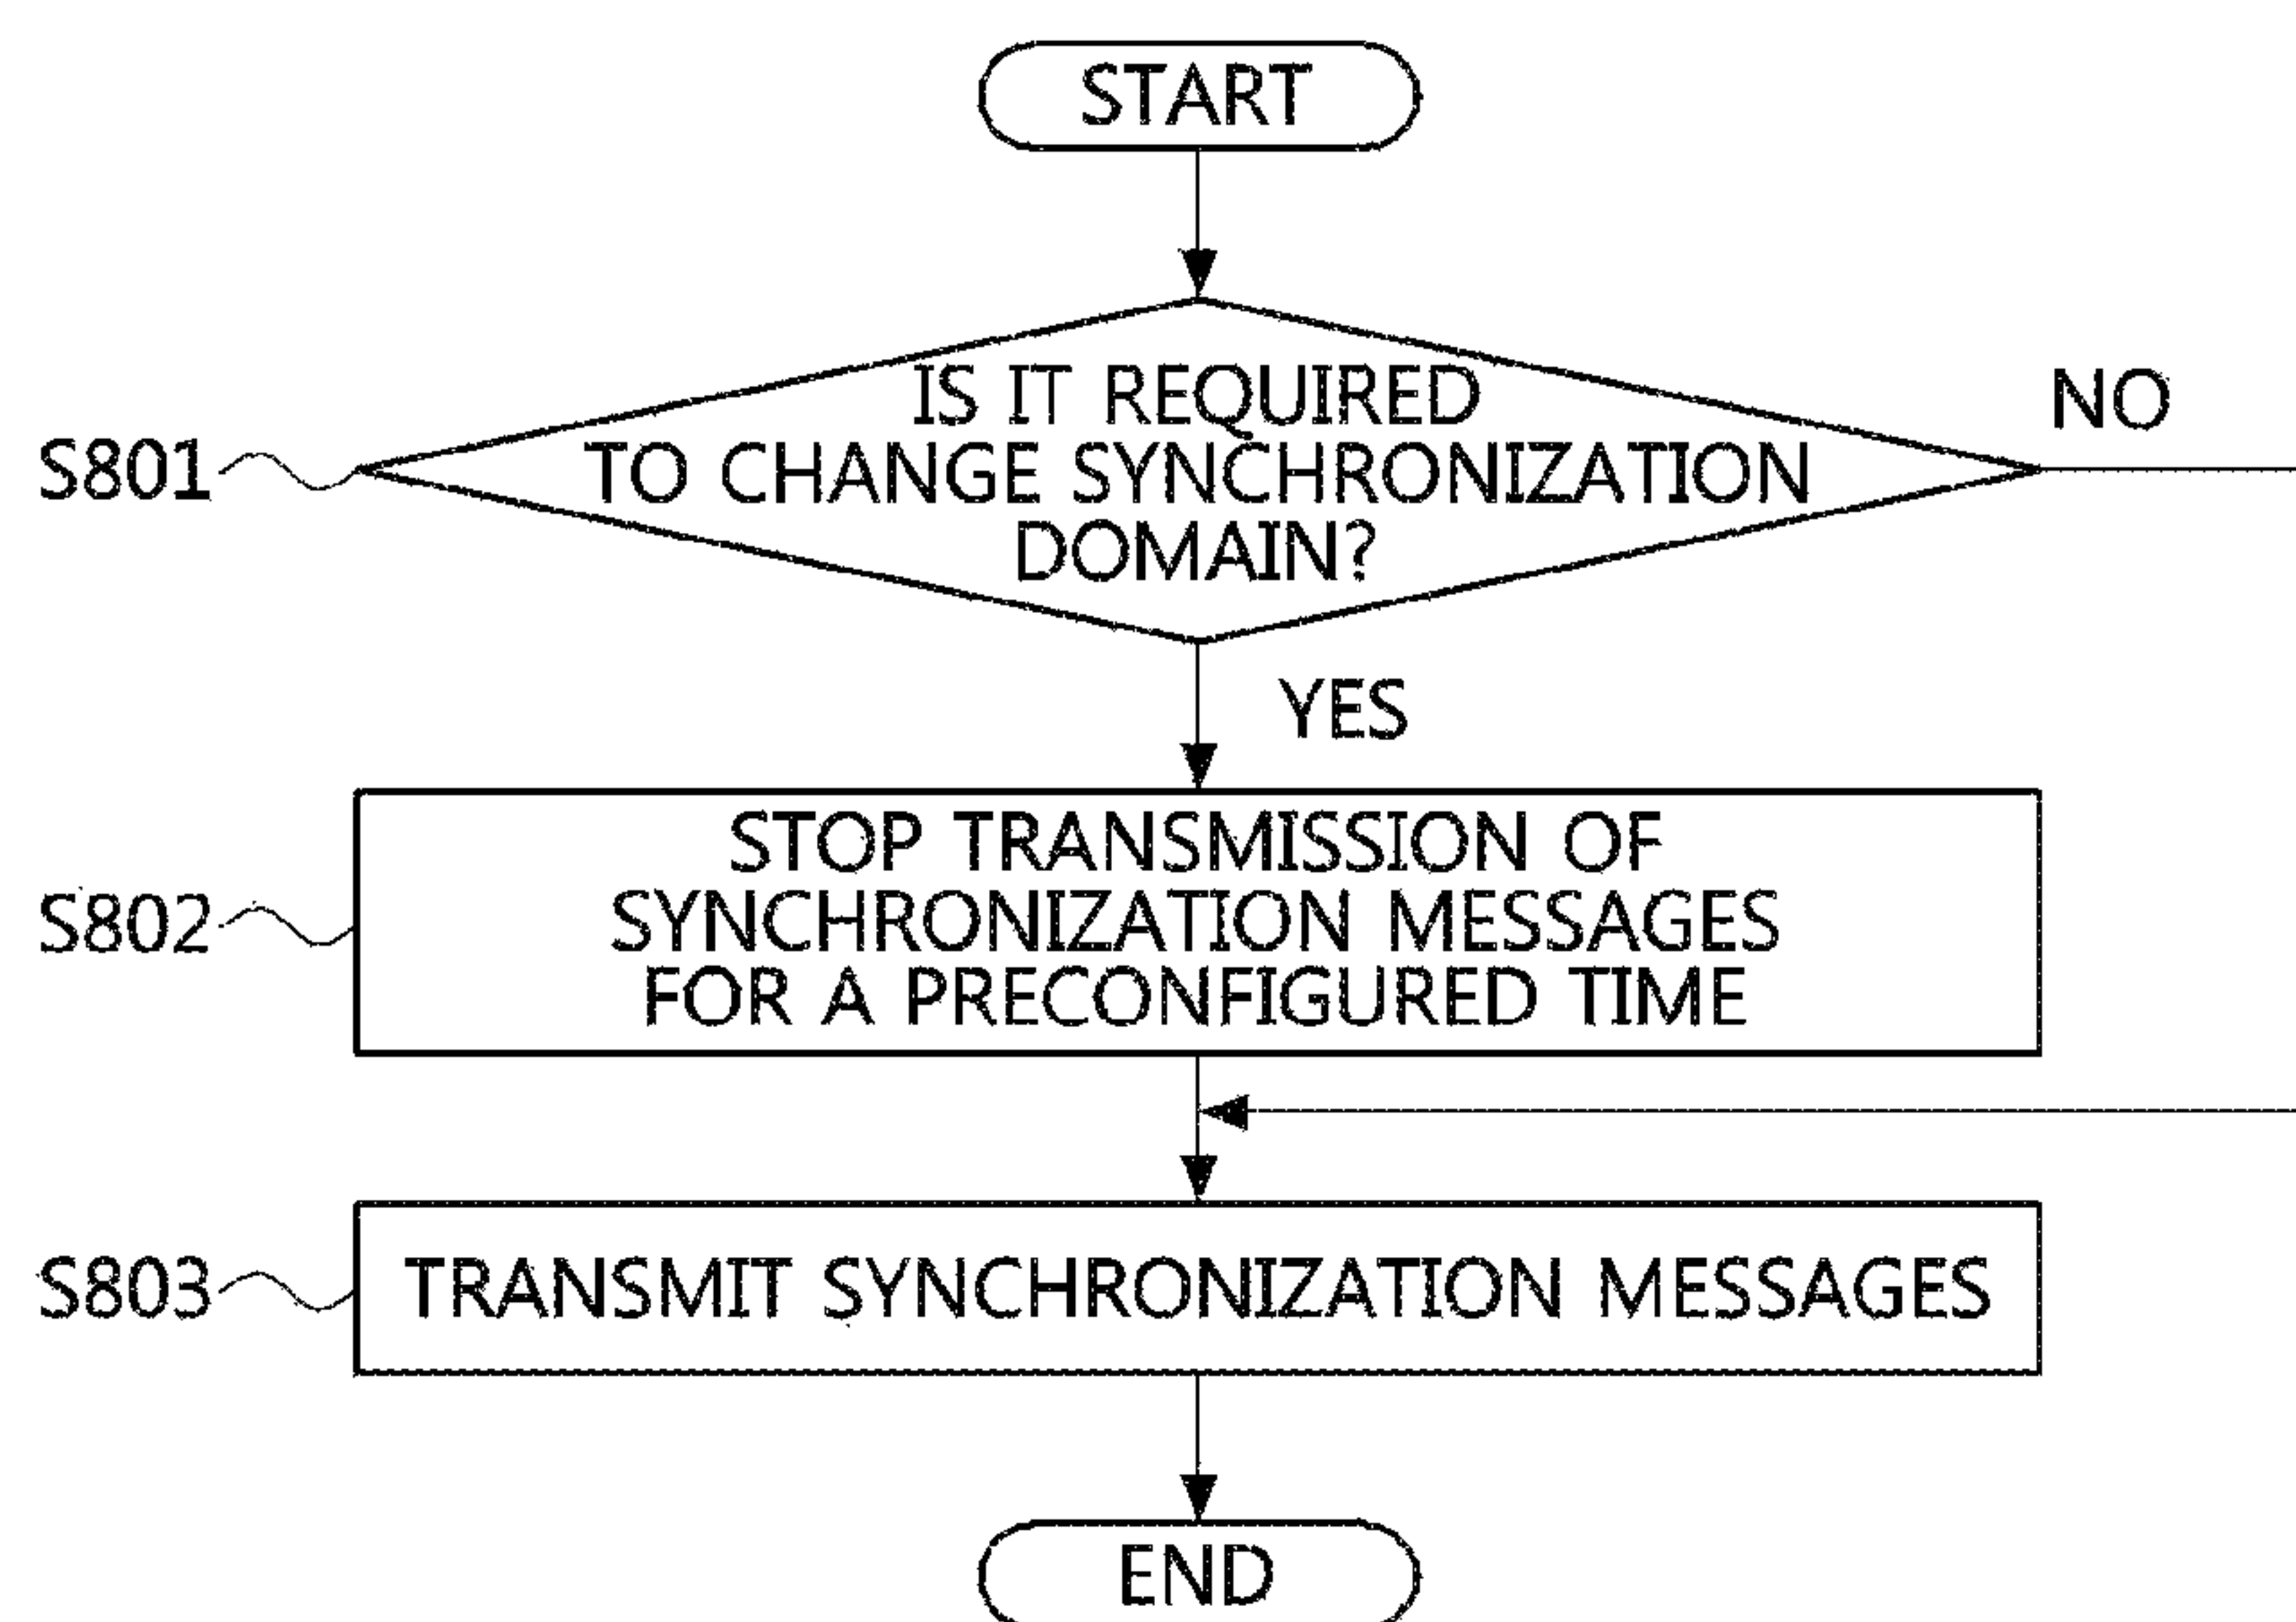 START
IS IT REQUIRED
TO CHANGE SYNCHRONIZATION
DOMAIN?
NO
S801
YES
STOP TRANSMISSION OF
SYNCHRONIZATION MESSAGES
FOR A PRECONFIGURED TIME
S802
S803
TRANSMIT SYNCHRONIZATION MESSAGES
END